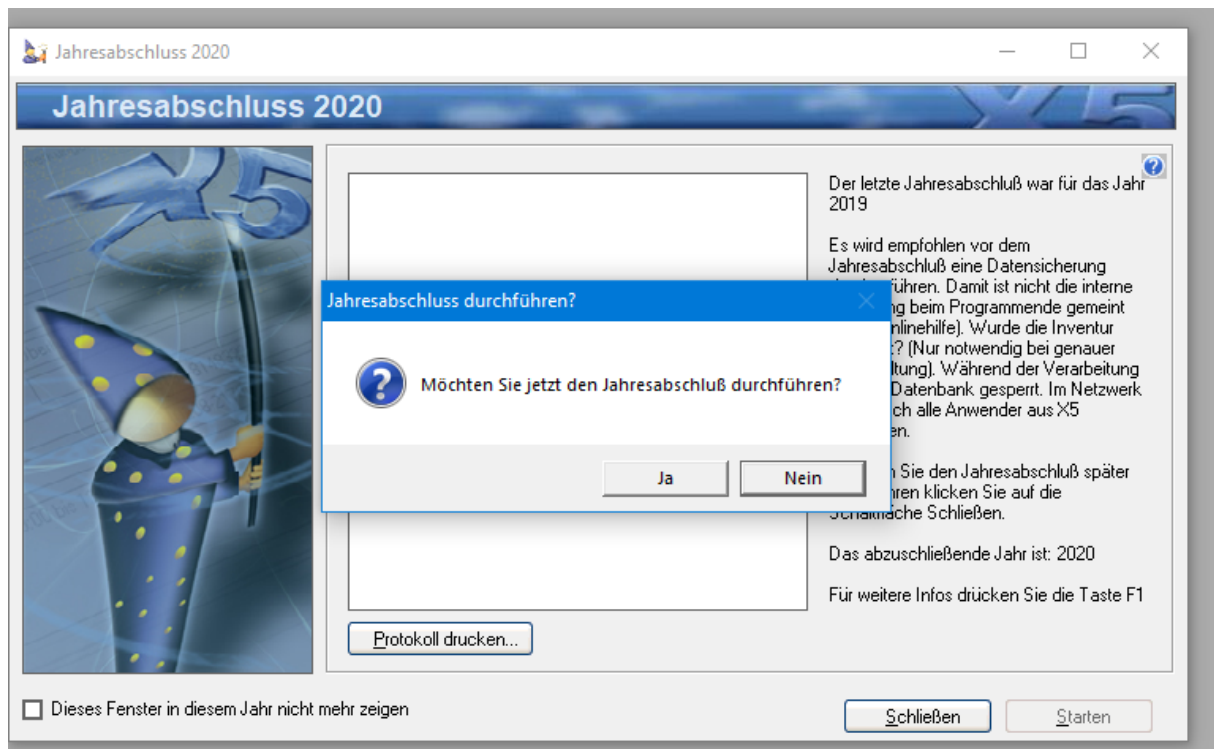 Jahresabschluss 2020
Jahresabschluss 2020
X5
X5
Der letzte Jahresabschluß war für das Jahr
2019
Es wird empfohlen vor dem
Jahresabschluß eine Datensicherung
führen. Damit ist nicht die interne
beim Programmende gemeint
Wurde die Inventur
? (Nur notwendig bei genauer
Während der Verarbeitung
Datenbank gesperrt. Im Netzwerk
alle Anwender aus X5
Sie den Jahresabschluß später
klicken Sie auf die
Schaltfläche Schließen.
Das abzuschließende Jahr ist: 2020
Für weitere Infos drücken Sie die Taste F1
Jahresabschluss durchführen?
Möchten Sie jetzt den Jahresabschluß durchführen?
Ja
Nein
Protokoll drucken...
Dieses Fenster in diesem Jahr nicht mehr zeigen
Schließen
Starten